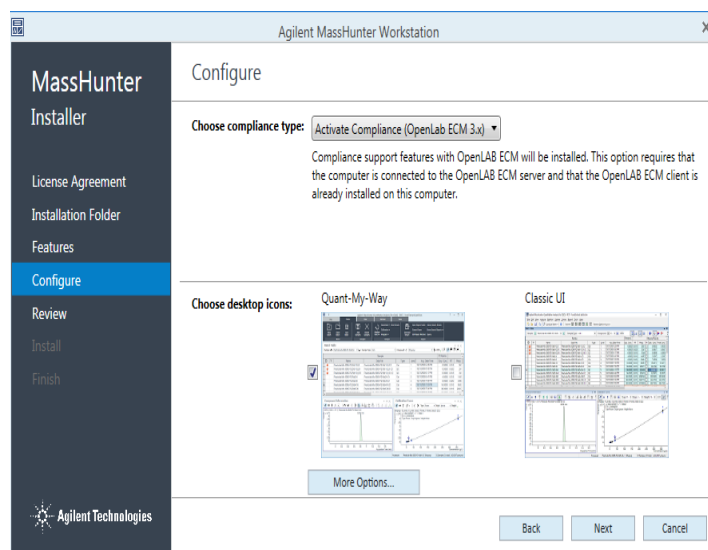 Agilent MassHunter Workstation
MassHunter
Installer
License Agreement
Installation Folder
Features
Configure
Review
Install
Finish
Agilent Technologies
Configure
Choose compliance type:
Activate Compliance (OpenLab ECM 3.x)
Compliance support features with OpenLAB ECM will be installed. This option requires that
the computer is connected to the OpenLAB ECM server and that the OpenLAB ECM client is
already installed on this computer.
Choose desktop icons:
Quant-My-Way
Classic UI
More Options...
Back
Next
Cancel